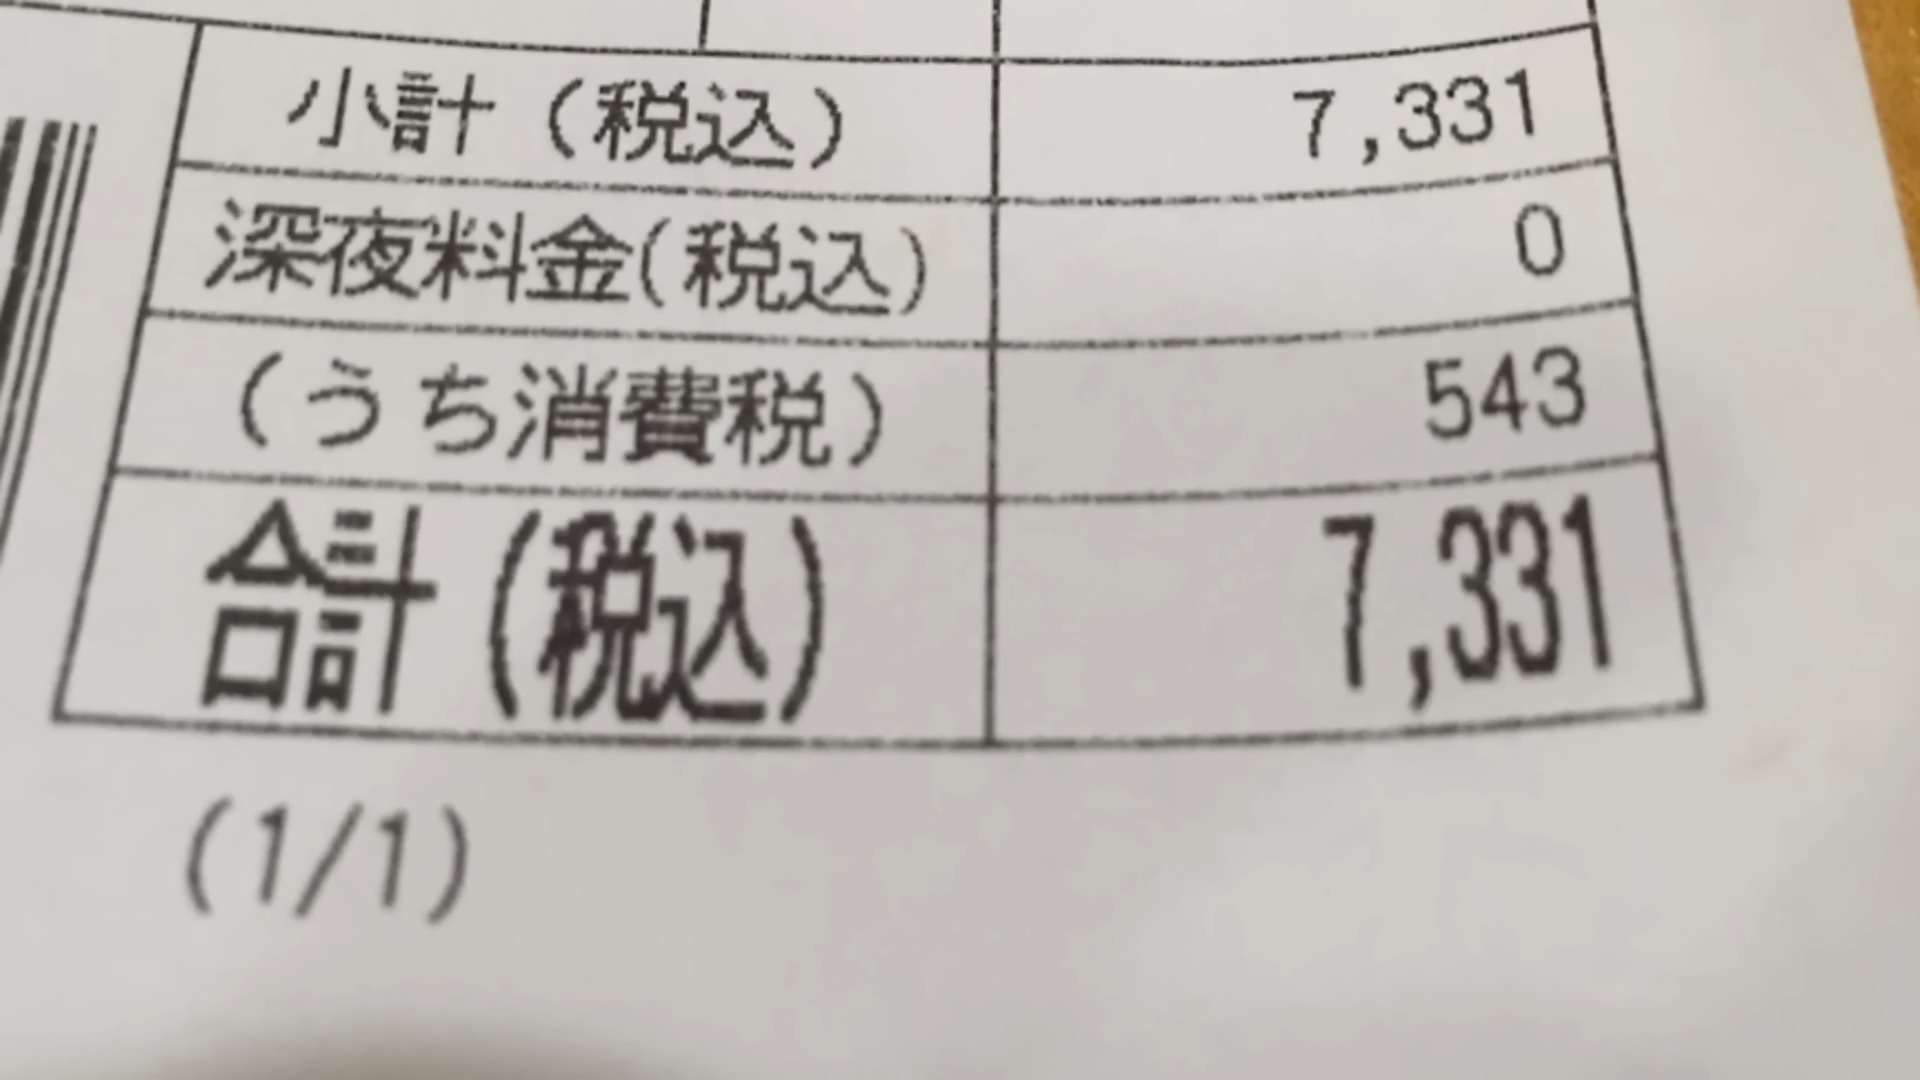 小計（税込） 7,331
深夜料金(税込) 0
（うち消費税） 543
合計（税込） 7,331
(1/1)